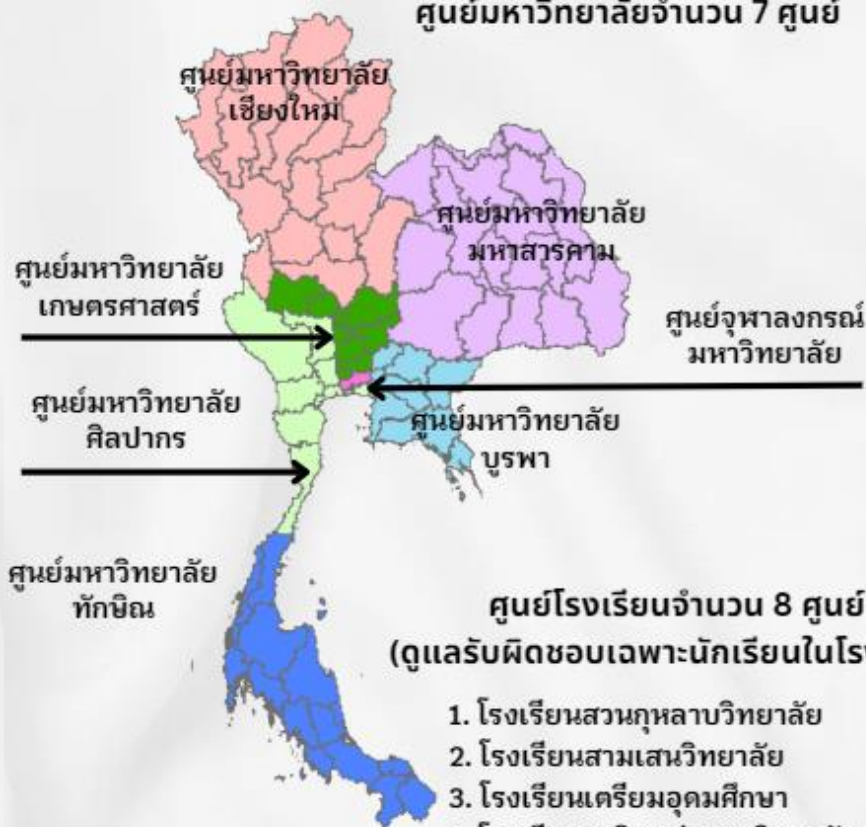 ศูนย์มหาวิทยาลัยจำนวน 7 ศูนย์
ศูนย์มหาวิทยาลัย
เชียงใหม่
ศูนย์มหาวิทยาลัย
มหาสารคาม
ศูนย์มหาวิทยาลัย
เกษตรศาสตร์
ศูนย์จุฬาลงกรณ์
มหาวิทยาลัย
ศูนย์มหาวิทยาลัย
ศิลปากร
ศูนย์มหาวิทยาลัย
บูรพา
ศูนย์มหาวิทยาลัย
ทักษิณ
ศูนย์โรงเรียนจำนวน 8 ศูนย์
(ดูแลรับผิดชอบเฉพาะนักเรียนในโร
1. โรงเรียนสวนกุหลาบวิทยาลัย
2. โรงเรียนสามเสนวิทยาลัย
3. โรงเรียนเตรียมอุดมศึกษา